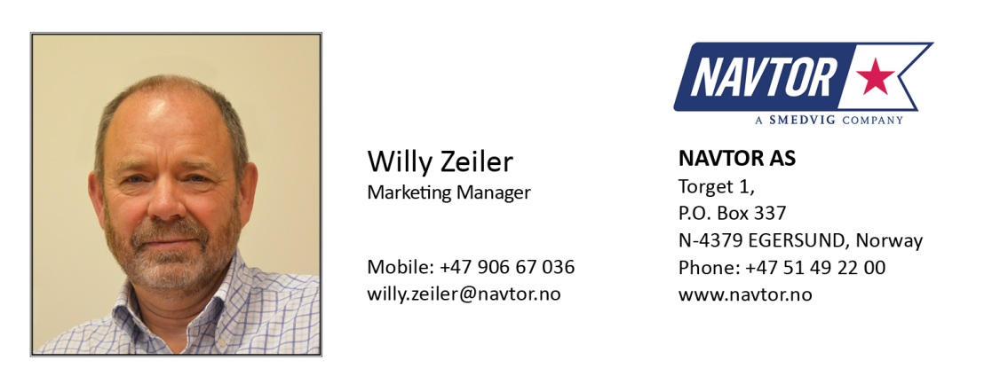 NAVTOR
A SMEDVIG COMPANY
Willy Zeiler
Marketing Manager
Mobile: +47 906 67 036
willy.zeiler@navtor.no
NAVTOR AS
Torget 1,
P.O. Box 337
N-4379 EGERSUND, Norway
Phone: +47 51 49 22 00
www.navtor.no